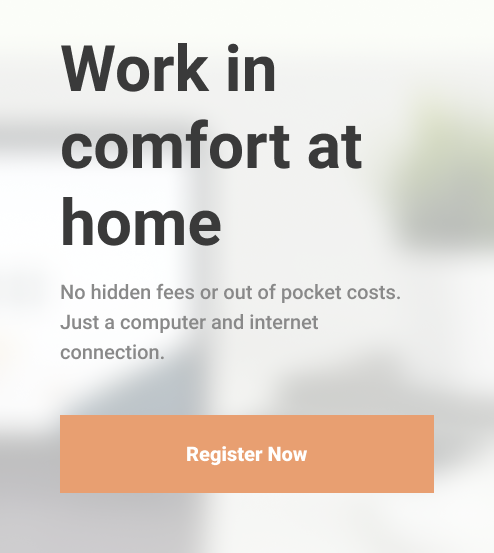 Work in
comfort at
home
No hidden fees or out of pocket costs.
Just a computer and internet
connection.
Register Now